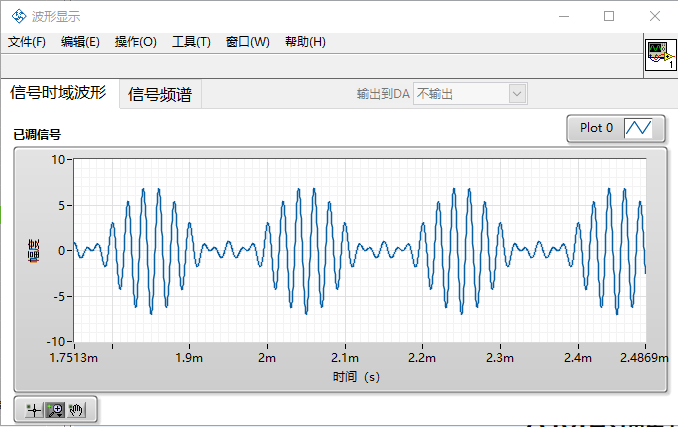 波形显示
文件(F) 编辑(E) 操作(O) 工具(T) 窗口(W) 帮助(H)
1
信号时域波形 信号频谱 输出到DA 不输出
已调信号 Plot 0
10
5
0
-5
-10
幅度
1.7513m 1.9m 2m 2.1m 2.2m 2.3m 2.4m 2.4869m
时间（s）